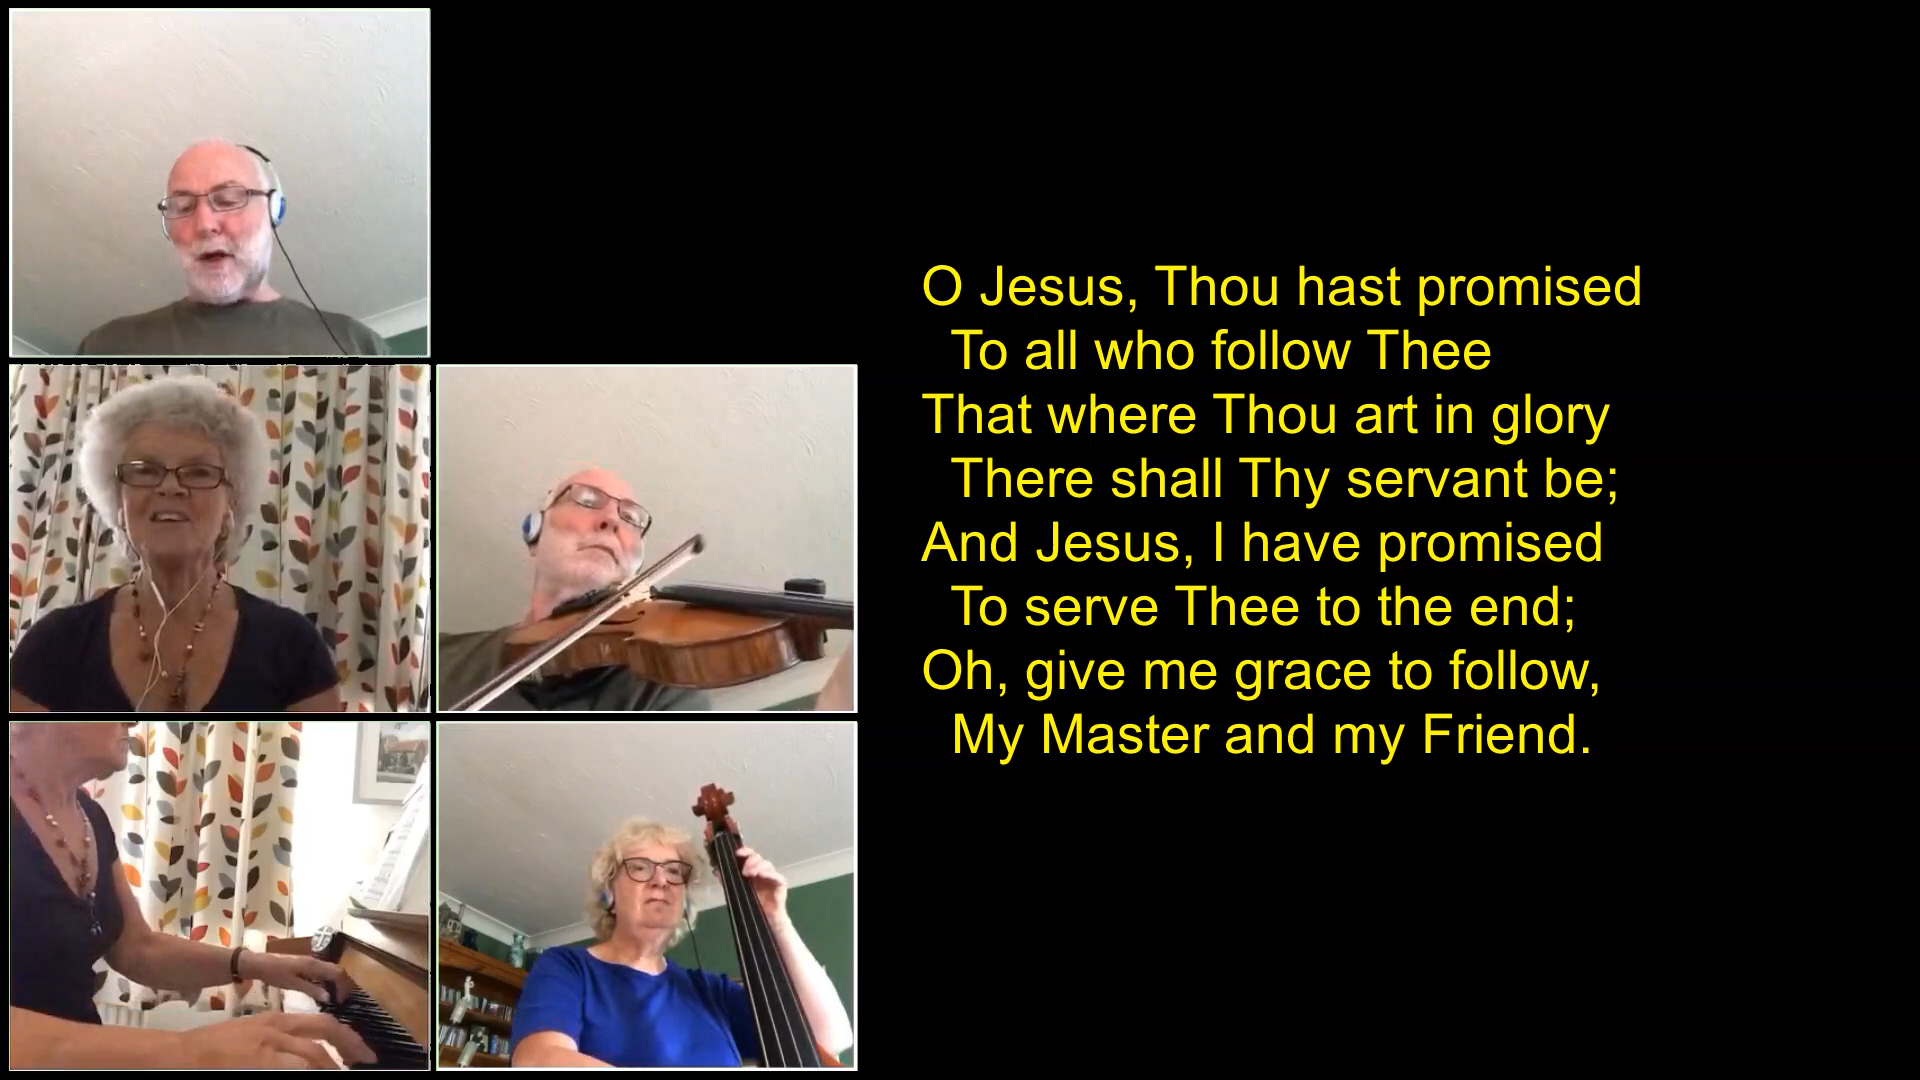 O Jesus, Thou hast promised
To all who follow Thee
That where Thou art in glory
There shall Thy servant be;
And Jesus, I have promised
To serve Thee to the end;
Oh, give me grace to follow,
My Master and my Friend.